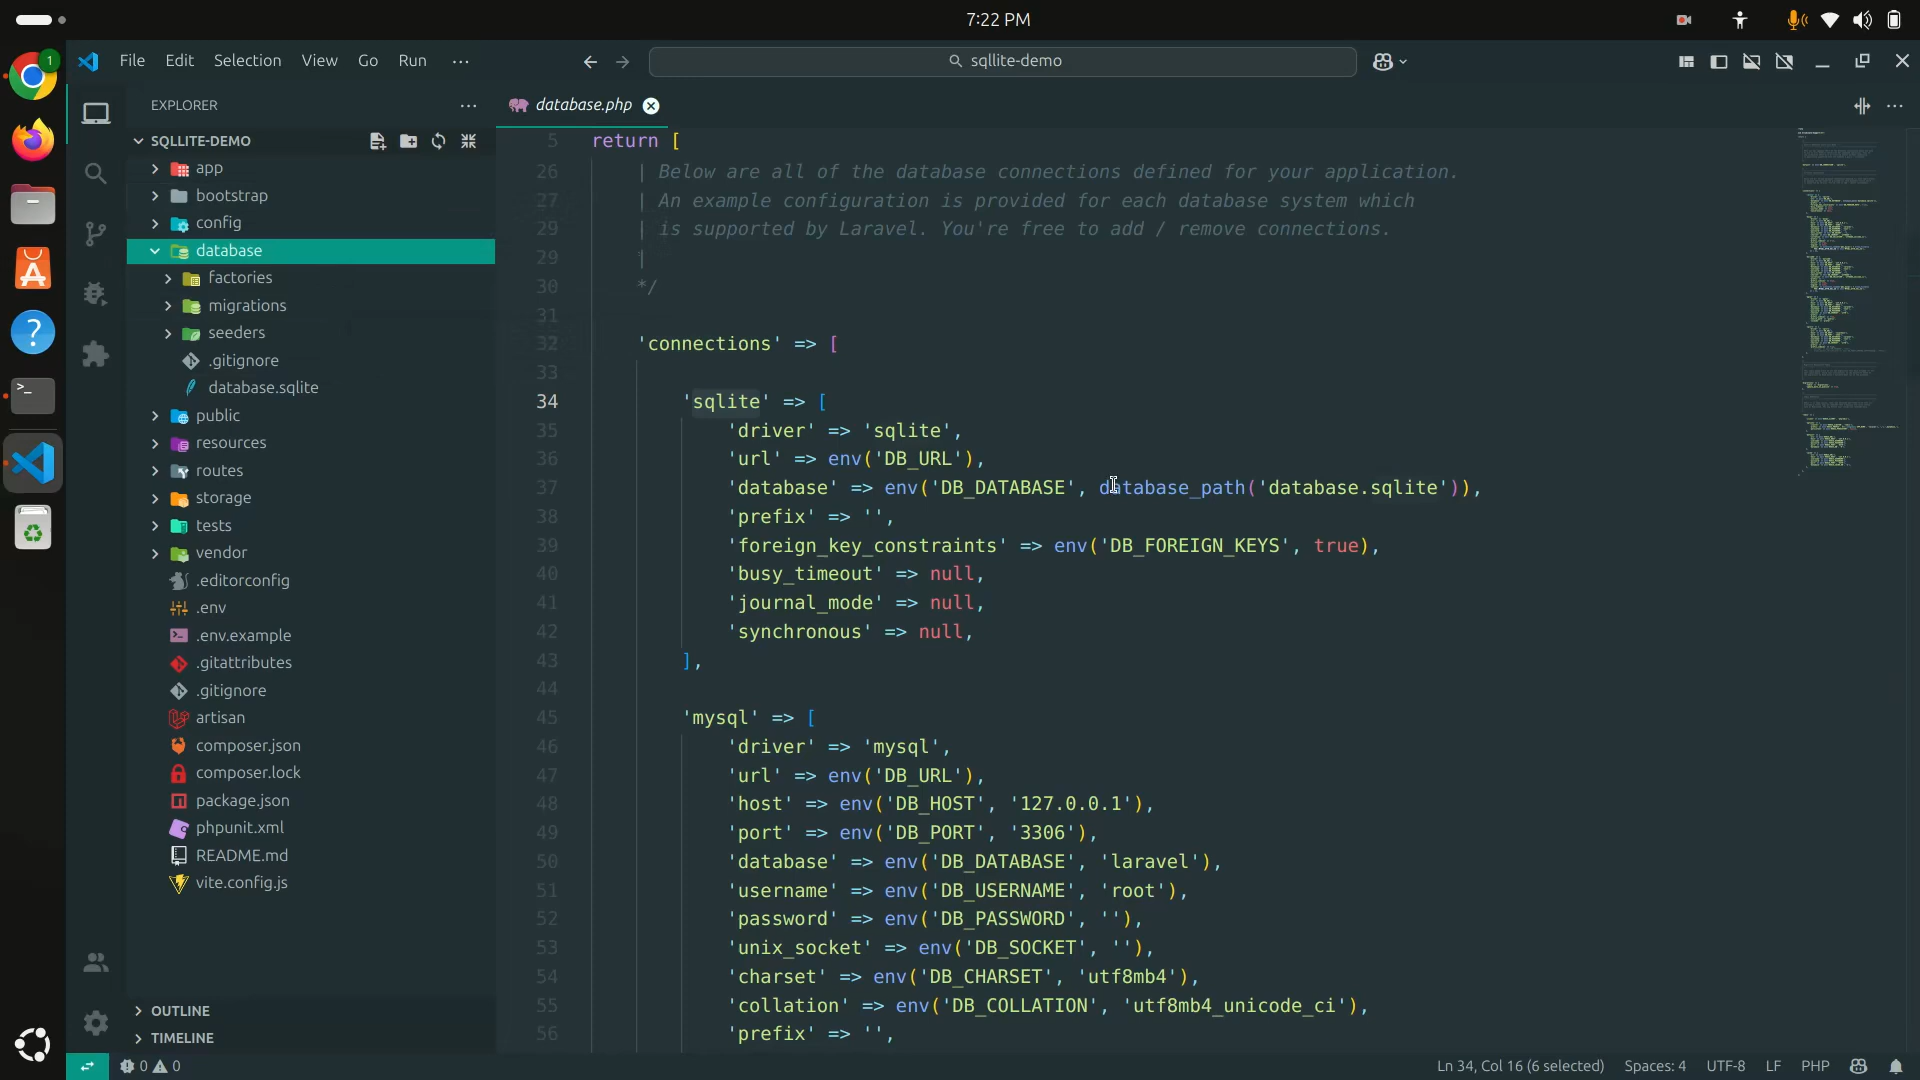 7:22 PM
1
File Edit Selection View Go Run ...
sqllite-demo
EXPLORER
SQLLITE-DEMO
app
bootstrap
config
database
factories
migrations
seeders
.gitignore
database.sqlite
public
resources
routes
storage
tests
vendor
.editorconfig
.env
.env.example
.gitattributes
.gitignore
artisan
composer.json
composer.lock
package.json
phpunit.xml
README.md
vite.config.js
OUTLINE
TIMELINE
database.php
5 return [
26 | Below are all of the database connections defined for your application.
27 | An example configuration is provided for each database system which
29 | is supported by Laravel. You're free to add / remove connections.
29 |
30 */
31
32 'connections' => [
33
34 'sqlite' => [
35 'driver' => 'sqlite',
36 'url' => env('DB_URL'),
37 'database' => env('DB_DATABASE', database_path('database.sqlite')),
38 'prefix' => '',
39 'foreign_key_constraints' => env('DB_FOREIGN_KEYS', true),
40 'busy_timeout' => null,
41 'journal_mode' => null,
42 'synchronous' => null,
43 ],
44
45 'mysql' => [
46 'driver' => 'mysql',
47 'url' => env('DB_URL'),
48 'host' => env('DB_HOST', '127.0.0.1'),
49 'port' => env('DB_PORT', '3306'),
50 'database' => env('DB_DATABASE', 'laravel'),
51 'username' => env('DB_USERNAME', 'root'),
52 'password' => env('DB_PASSWORD', ''),
53 'unix_socket' => env('DB_SOCKET', ''),
54 'charset' => env('DB_CHARSET', 'utf8mb4'),
55 'collation' => env('DB_COLLATION', 'utf8mb4_unicode_ci'),
56 'prefix' => '',
0 0 Ln 34, Col 16 (6 selected) Spaces: 4 UTF-8 LF PHP